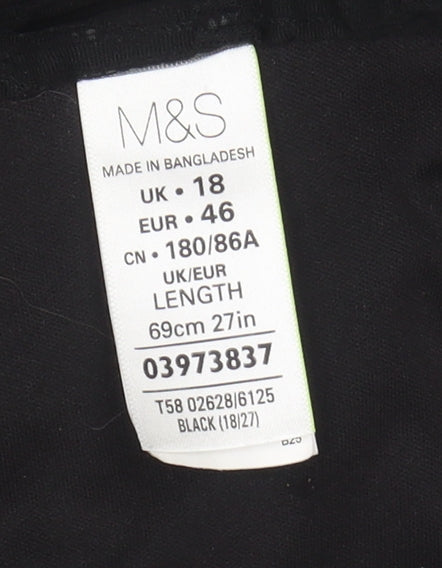 M&S
MADE IN BANGLADESH
UK • 18
EUR • 46
CN • 180/86A
UK/EUR
LENGTH
69cm 27in
03973837
T58 02628/6125
BLACK (18/27)